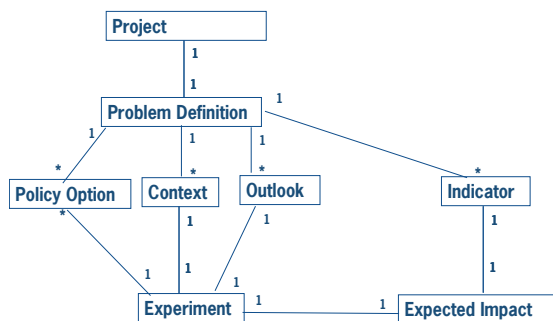 Project
1
1
Problem Definition
1
1
1
1
*
*
*
*
Policy Option
Context
Outlook
Indicator
*
1
1
1
1
1
1
1
Experiment
1
1
Expected Impact